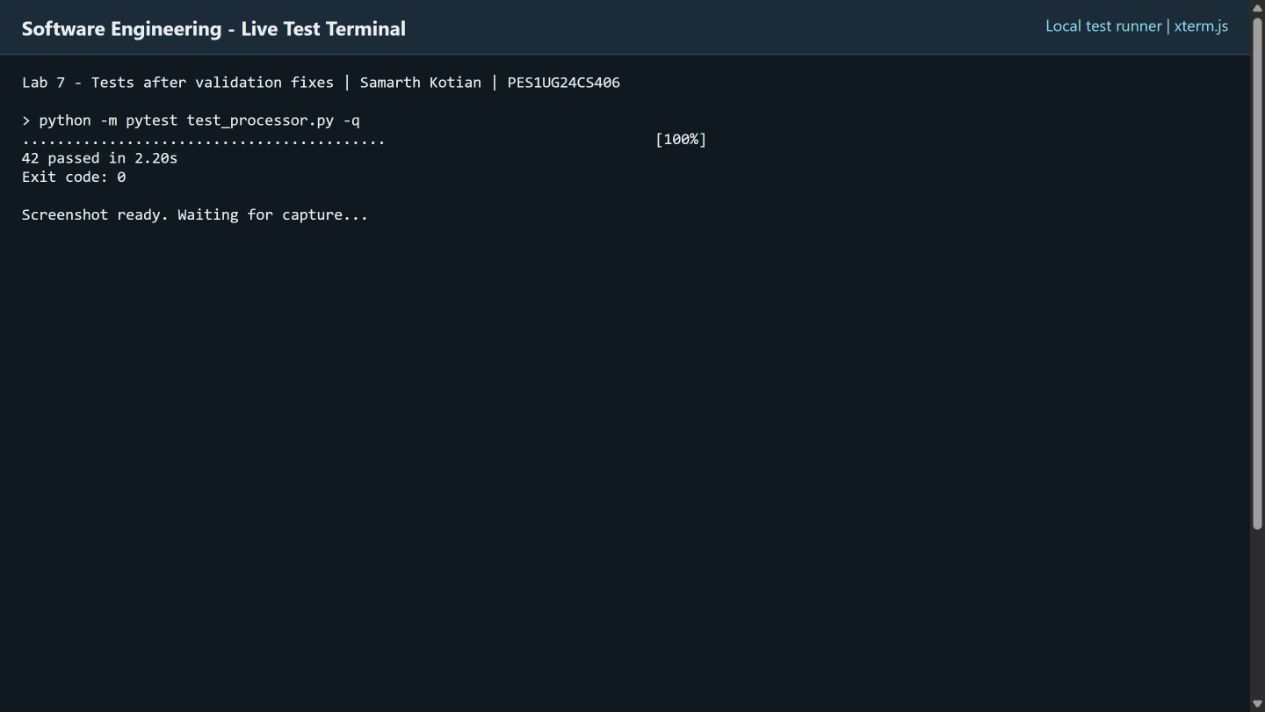 Software Engineering - Live Test Terminal
Local test runner | xterm.js
Lab 7 - Tests after validation fixes | Samarth Kotian | PES1UG24CS406
> python -m pytest test_processor.py -q
.......................................... [100%]
42 passed in 2.20s
Exit code: 0
Screenshot ready. Waiting for capture...